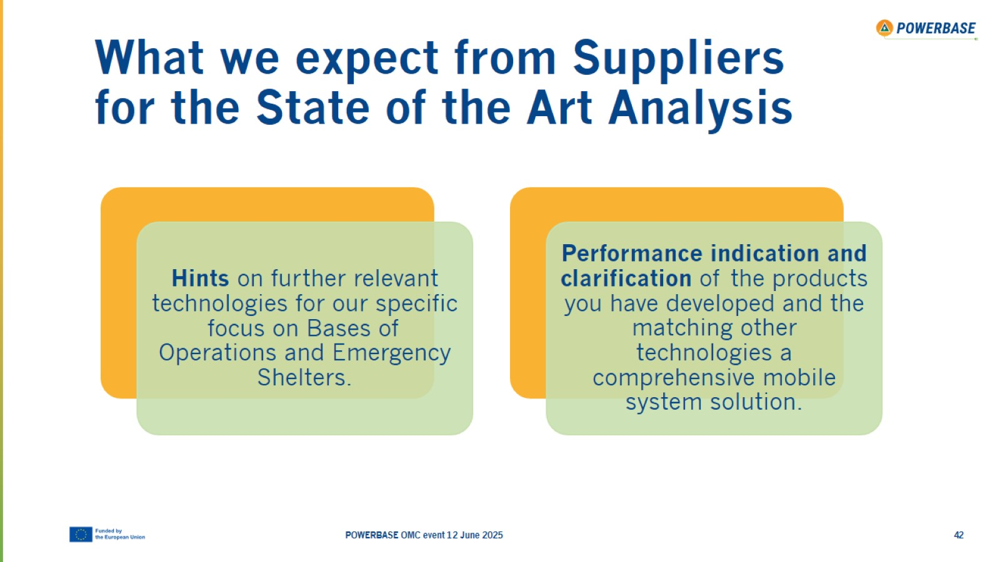 POWERBASE
What we expect from Suppliers
for the State of the Art Analysis
Hints on further relevant
technologies for our specific
focus on Bases of
Operations and Emergency
Shelters.
Performance indication and
clarification of the products
you have developed and the
matching other
technologies a
comprehensive mobile
system solution.
Funded by
the European Union
POWERBASE OMC event 12 June 2025
42